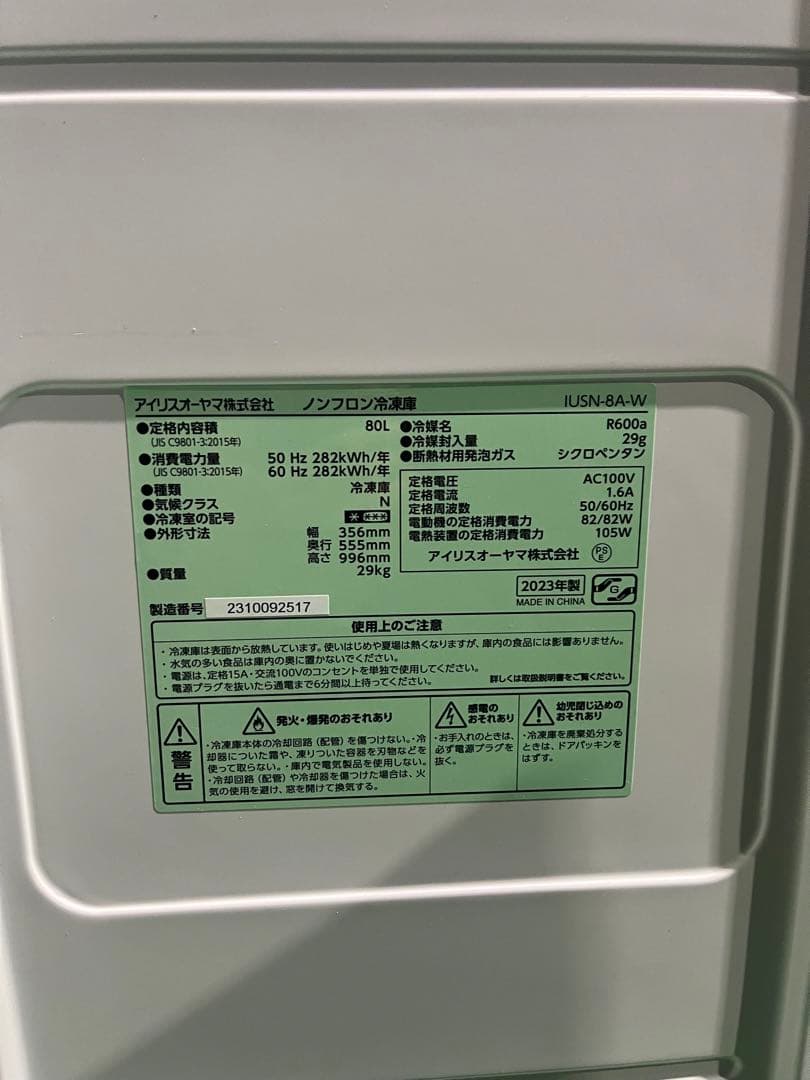 アイリスオーヤマ株式会社 ノンフロン冷凍庫 IUSN-8A-W
●定格内容積 80L
(JIS C9801-3:2015年)
●消費電力量 50 Hz 282kWh/年
(JIS C9801-3:2015年) 60 Hz 282kWh/年
●種類 冷凍庫
●気候クラス N
●冷凍室の記号
●外形寸法 幅 356mm
奥行 555mm
高さ 996mm
●質量 29kg
●冷媒名 R600a
●冷媒封入量 29g
●断熱材用発泡ガス シクロペンタン
定格電圧 AC100V
定格電流 1.6A
定格周波数 50/60Hz
電動機の定格消費電力 82/82W
電熱装置の定格消費電力 105W
アイリスオーヤマ株式会社 PSE
2023年製
MADE IN CHINA
G
製造番号 2310092517
使用上のご注意
・冷凍庫は表面から放熱しています。使いはじめや夏場は熱くなりますが、庫内の食品には影響ありません。
・水気の多い食品は庫内の奥に置かないでください。
・電源は、定格15A・交流100Vのコンセントを単独で使用してください。
・電源プラグを抜いたら通電まで6分間以上待ってください。 詳しくは取扱説明書をご覧ください。
警告
発火・爆発のおそれあり
・冷凍庫本体の冷却回路(配管)を傷つけない。・冷
却器についた霜や、凍りついた容器を刃物などを
使って取らない。・庫内で電気製品を使用しない。
・冷却回路(配管)や冷却器を傷つけた場合は、火
気の使用を避け、窓を開けて換気する。
感電の
おそれあり
・お手入れのときは、
必ず電源プラグを
抜く。
幼児閉じ込めの
おそれあり
・冷凍庫を廃棄処分する
ときは、ドアパッキンを
はずす。